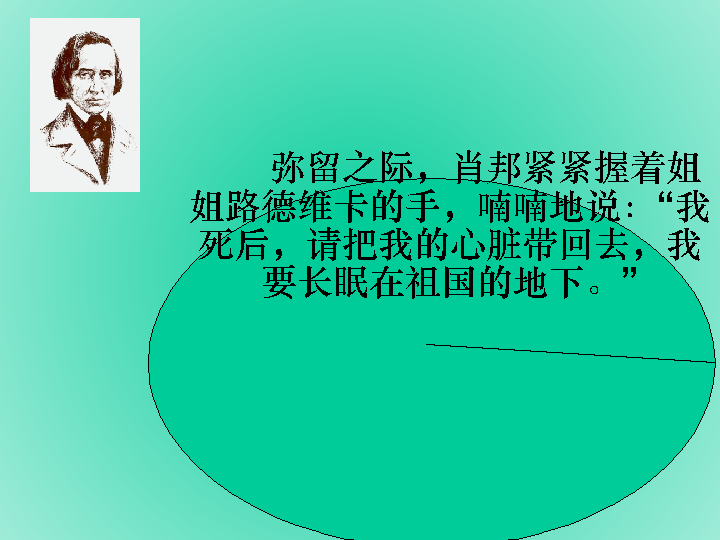 弥留之际，肖邦紧紧握着姐
姐路德维卡的手，喃喃地说：“我
死后，请把我的心脏带回去，我
要长眠在祖国的地下。”